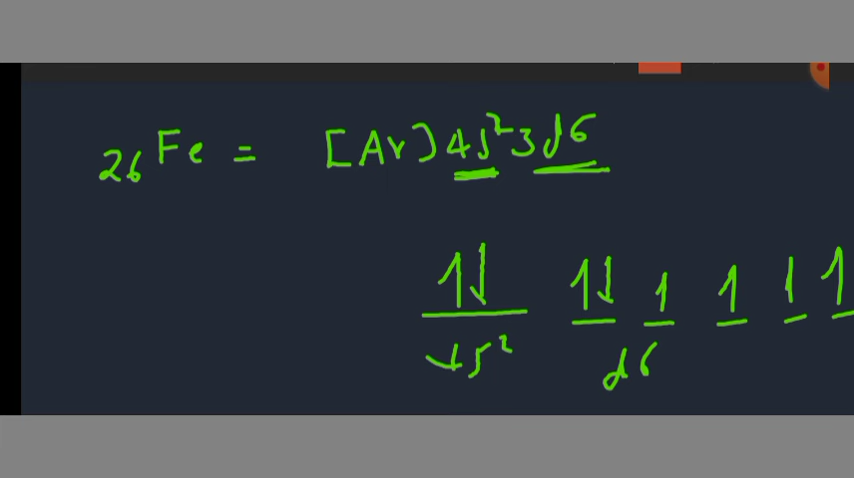 26Fe = [Ar] 4s² 3d6
1⇂ 1⇂ 1 1 1 1
4s² d6